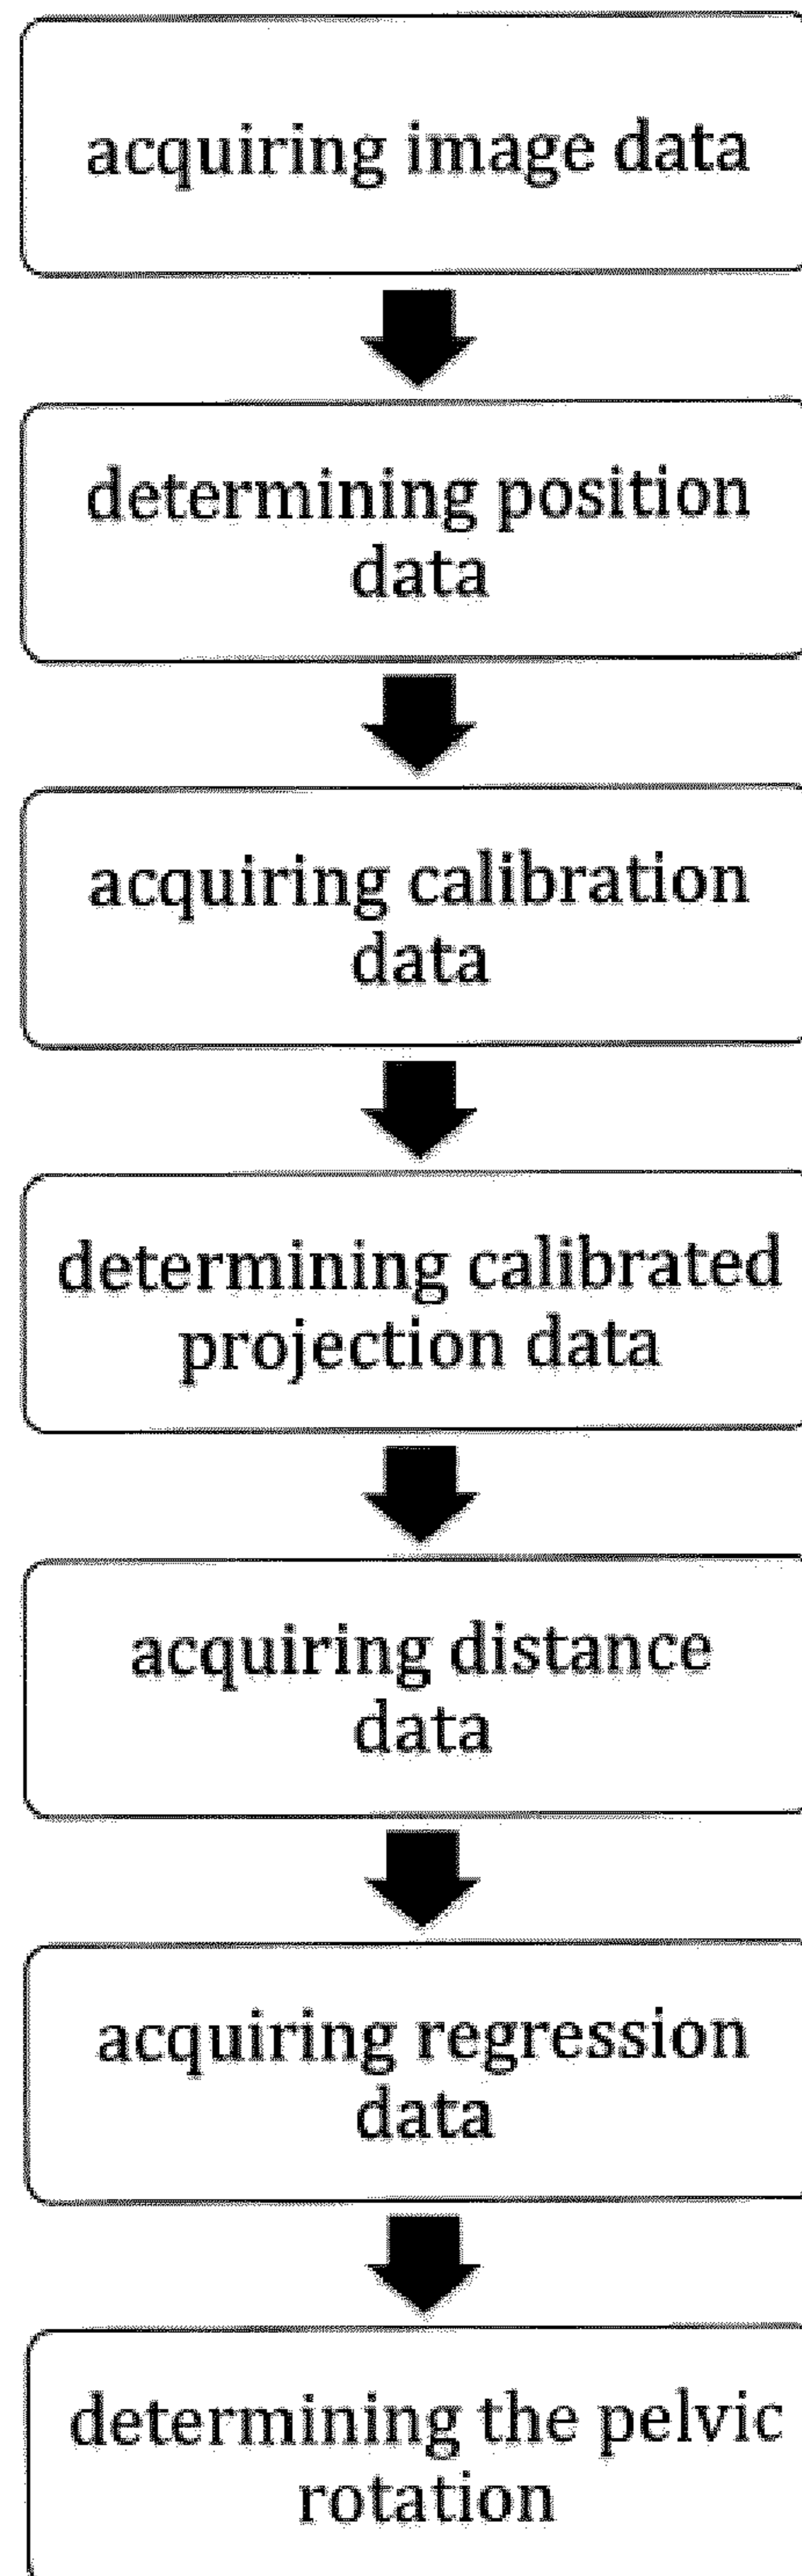 acquiring image data
determining position
data
acquiring calibration
data
determining calibrated
projection data
acquiring distance
data
acquiring regression
data
determining the pelvic
rotation